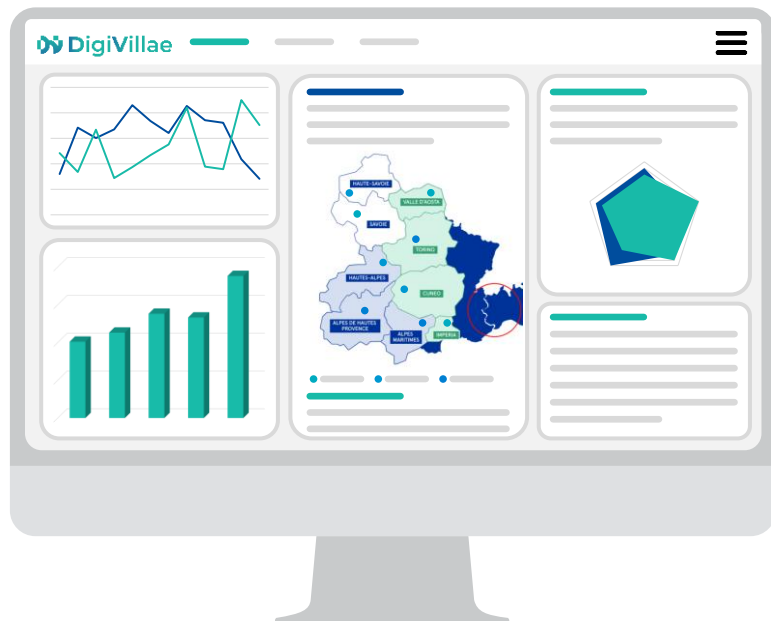 DigiVillae
HAUTE-SAVOIE
VALLE D'AOSTA
SAVOIE
TORINO
HAUTES-ALPES
CUNEO
ALPES DE HAUTES
PROVENCE
ALPES
MARITIMES
IMPERIA